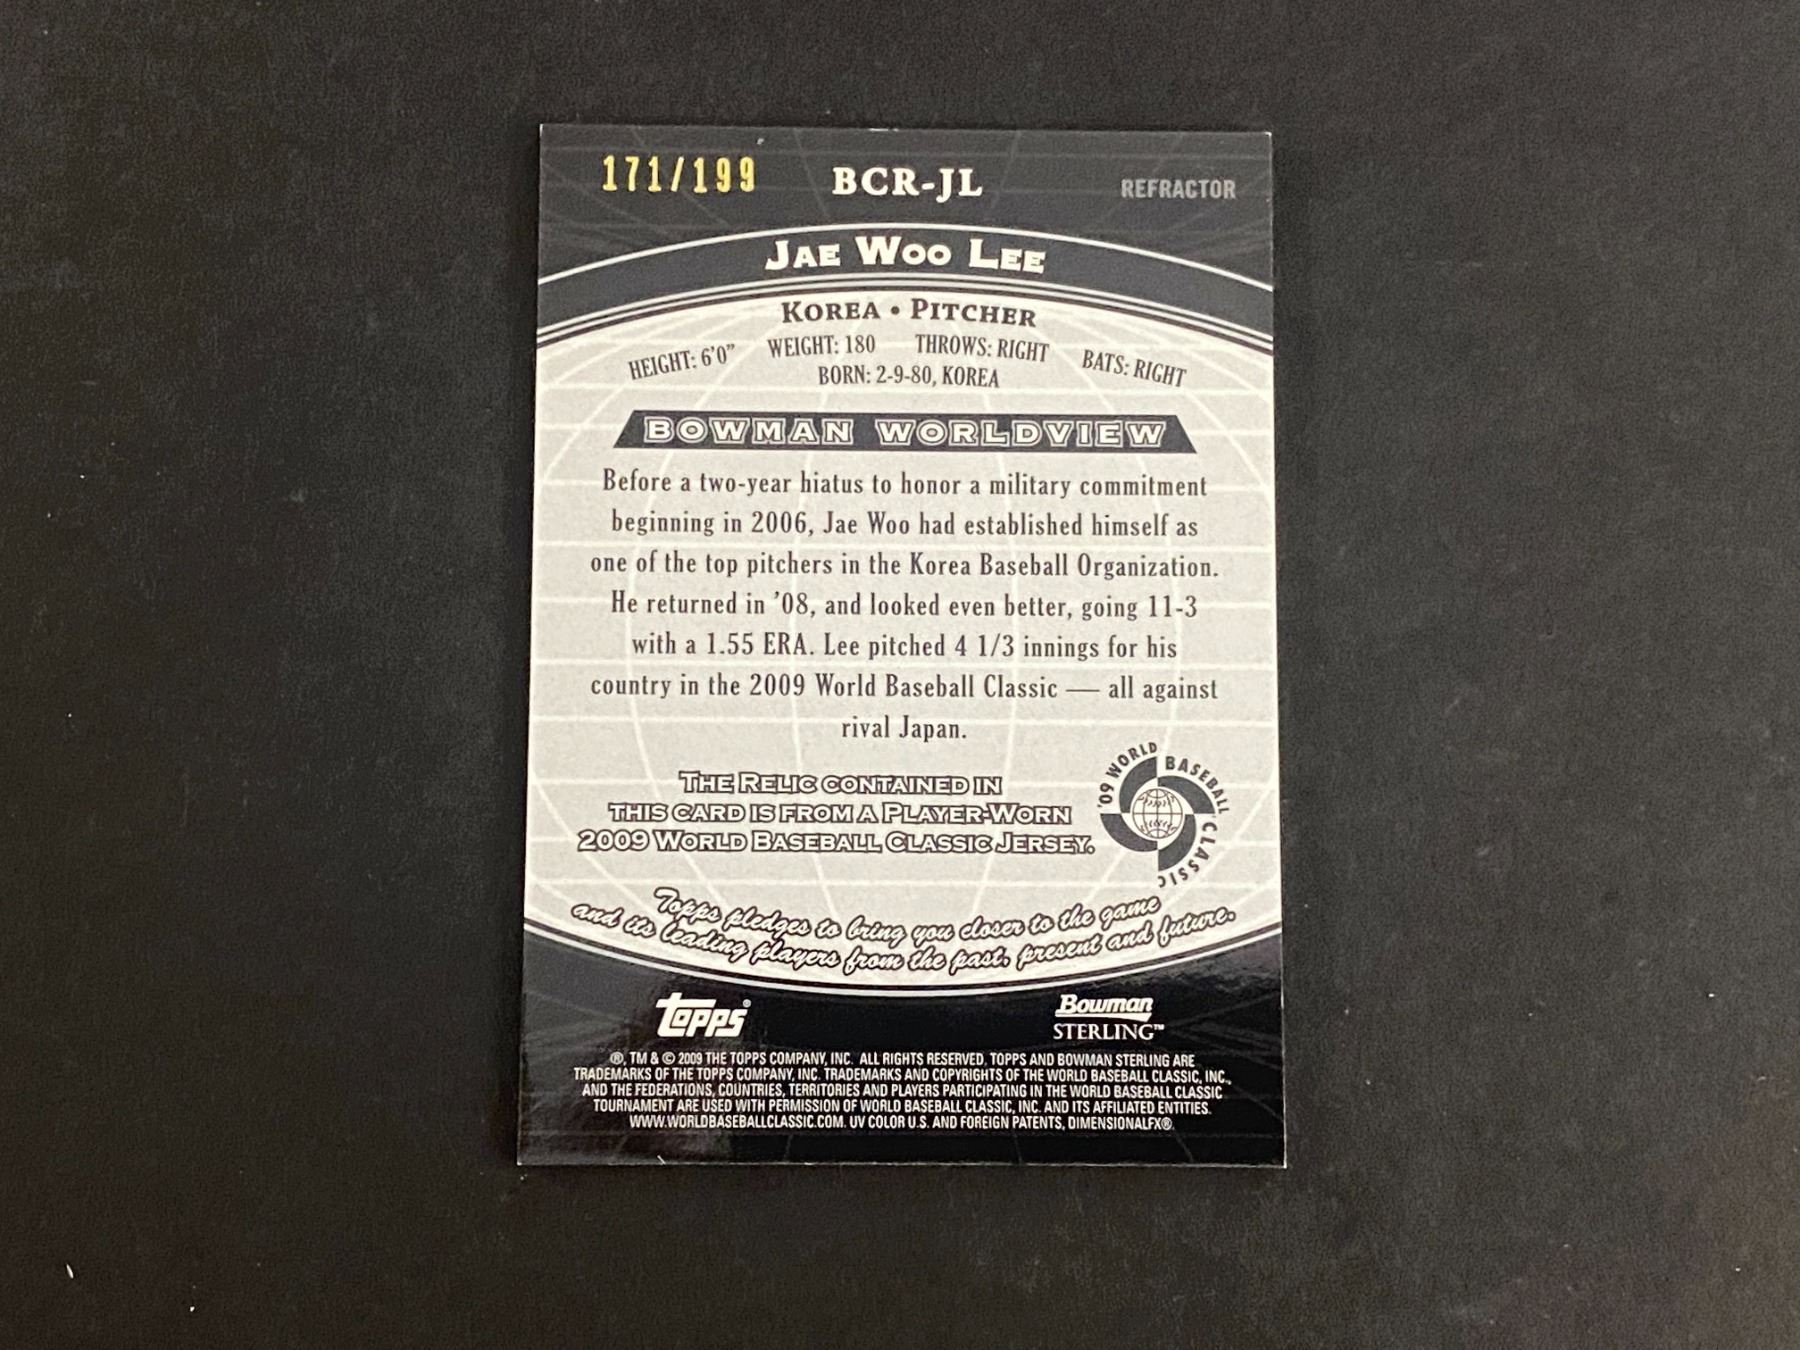 171/199 BCR-JL REFRACTOR
JAE WOO LEE
KOREA • PITCHER
HEIGHT: 6'0" WEIGHT: 180 THROWS: RIGHT BATS: RIGHT
BORN: 2-9-80, KOREA
BOWMAN WORLDVIEW
Before a two-year hiatus to honor a military commitment
beginning in 2006, Jae Woo had established himself as
one of the top pitchers in the Korea Baseball Organization.
He returned in '08, and looked even better, going 11-3
with a 1.55 ERA. Lee pitched 4 1/3 innings for his
country in the 2009 World Baseball Classic — all against
rival Japan.
THE RELIC CONTAINED IN
THIS CARD IS FROM A PLAYER-WORN
2009 WORLD BASEBALL CLASSIC JERSEY.
'09 WORLD BASEBALL CLASSIC
Topps pledges to bring you closer to the game
and its leading players from the past, present and future.
Topps®
Bowman
STERLING™
®, TM & © 2009 THE TOPPS COMPANY, INC. ALL RIGHTS RESERVED. TOPPS AND BOWMAN STERLING ARE
TRADEMARKS OF THE TOPPS COMPANY, INC. TRADEMARKS AND COPYRIGHTS OF THE WORLD BASEBALL CLASSIC, INC.,
AND THE FEDERATIONS, COUNTRIES, TERRITORIES AND PLAYERS PARTICIPATING IN THE WORLD BASEBALL CLASSIC
TOURNAMENT ARE USED WITH PERMISSION OF WORLD BASEBALL CLASSIC, INC. AND ITS AFFILIATED ENTITIES.
WWW.WORLDBASEBALLCLASSIC.COM. UV COLOR U.S. AND FOREIGN PATENTS, DIMENSIONALFX®.